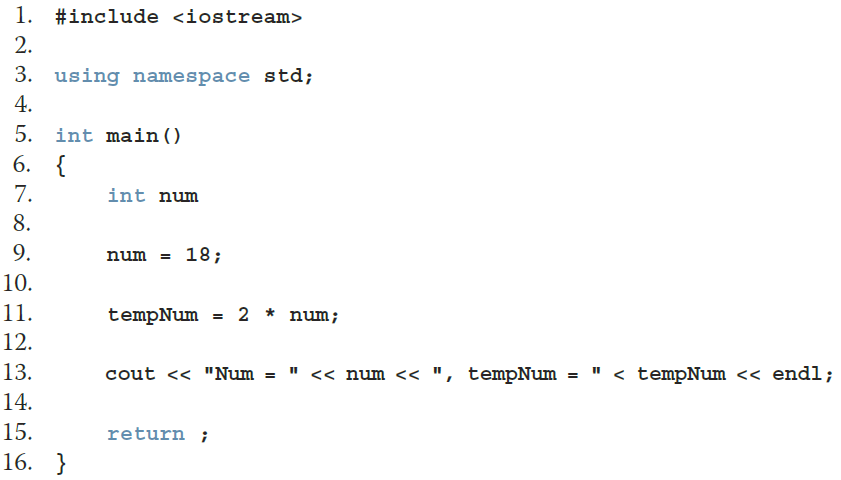 1. #include <iostream>
2.
3. using namespace std;
4.
5. int main()
6. {
7. int num
8.
9. num = 18;
10.
11. tempNum = 2 * num;
12.
13. cout << "Num = " << num << ", tempNum = " < tempNum << endl;
14.
15. return ;
16. }